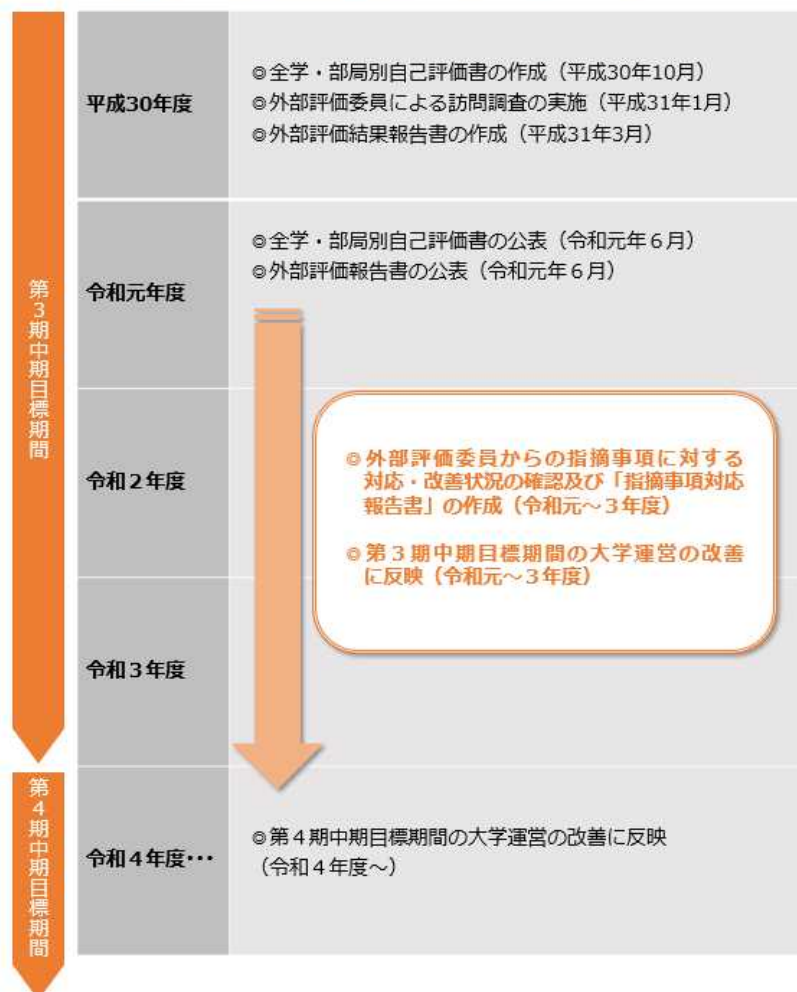 第３期中期目標期間
平成30年度
◎全学・部局別自己評価書の作成（平成30年10月）
◎外部評価委員による訪問調査の実施（平成31年1月）
◎外部評価結果報告書の作成（平成31年3月）
令和元年度
◎全学・部局別自己評価書の公表（令和元年６月）
◎外部評価報告書の公表（令和元年６月）
令和２年度
◎外部評価委員からの指摘事項に対する
対応・改善状況の確認及び「指摘事項対応
報告書」の作成（令和元～３年度）
◎第３期中期目標期間の大学運営の改善
に反映（令和元～３年度）
令和３年度
第４期中期目標期間
令和４年度･･･
◎第４期中期目標期間の大学運営の改善に反映
（令和４年度～）